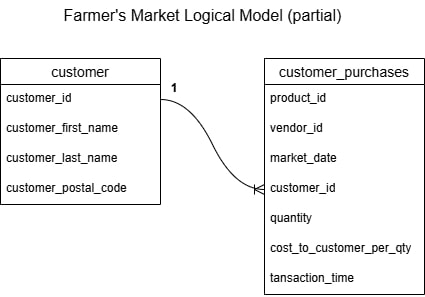 Farmer's Market Logical Model (partial)
customer
customer_id
customer_first_name
customer_last_name
customer_postal_code
1
customer_purchases
product_id
vendor_id
market_date
customer_id
quantity
cost_to_customer_per_qty
tansaction_time